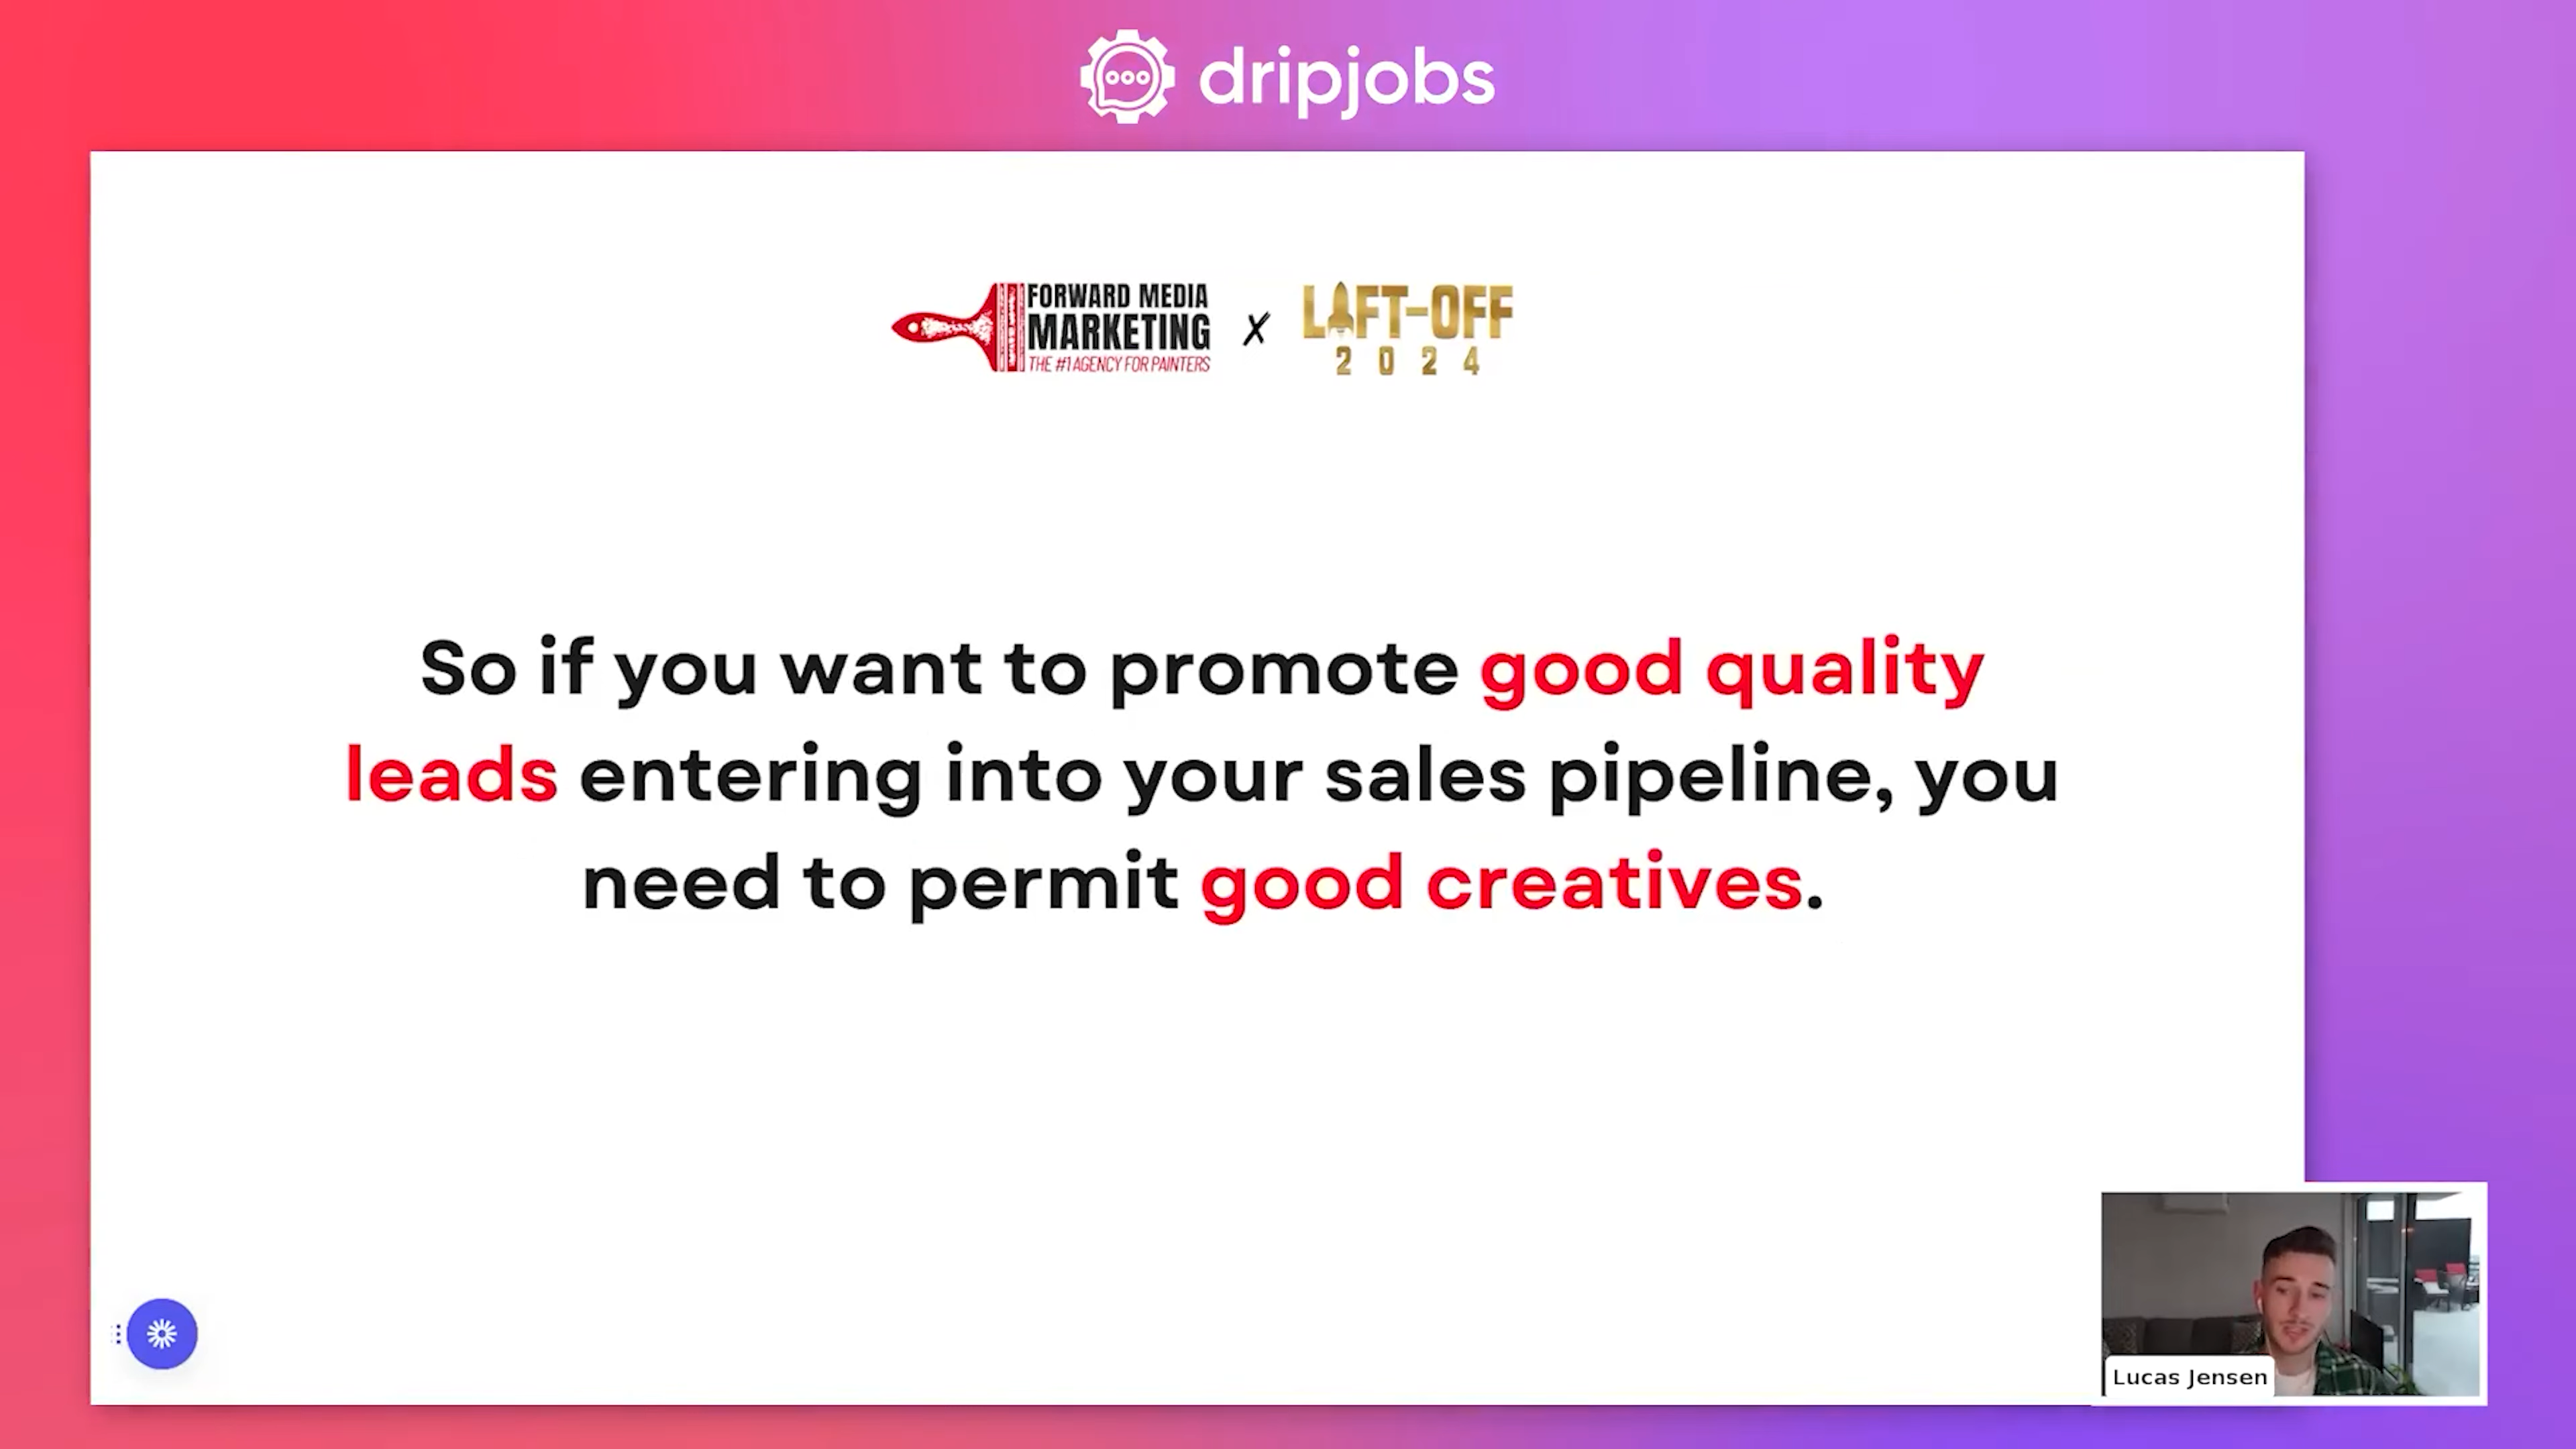 dripjobs
FORWARD MEDIA
MARKETING
THE #1 AGENCY FOR PAINTERS
X
LIFT-OFF
2024
So if you want to promote good quality
leads entering into your sales pipeline, you
need to permit good creatives.
Lucas Jensen